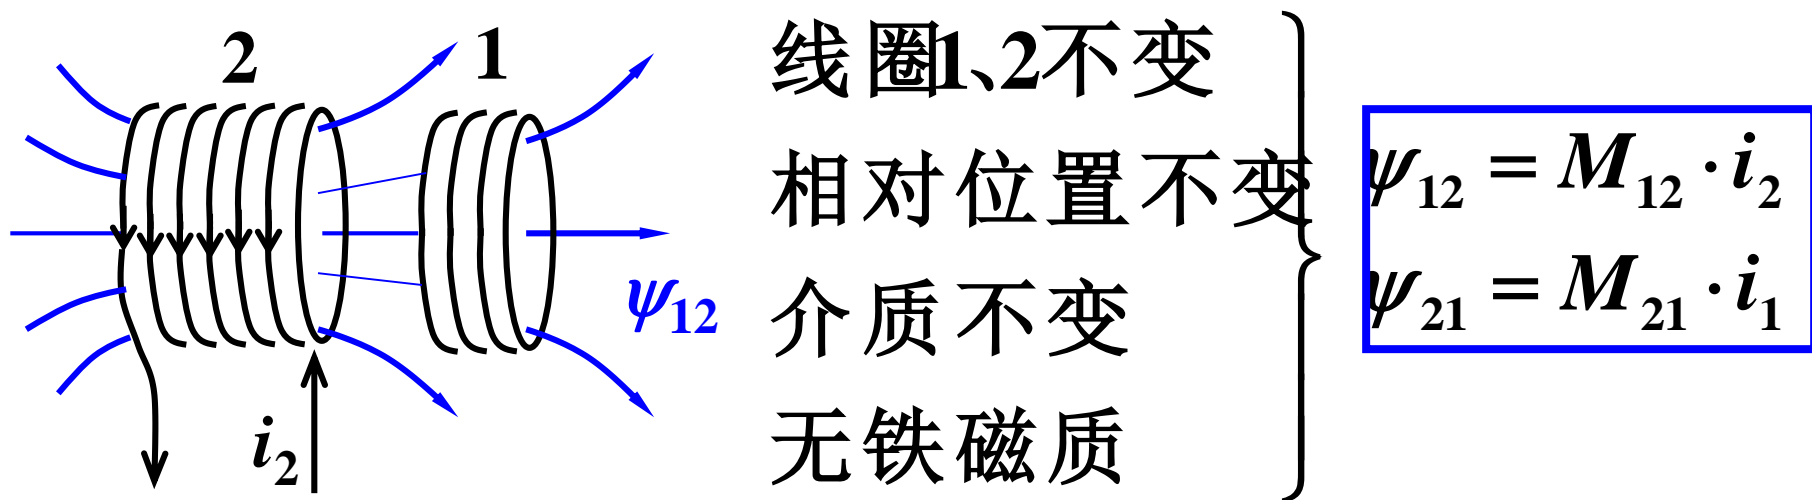 2
1
ψ12
i2
线圈1、2不变
相对位置不变
介质不变
无铁磁质
ψ12 = M12 · i2
ψ21 = M21 · i1